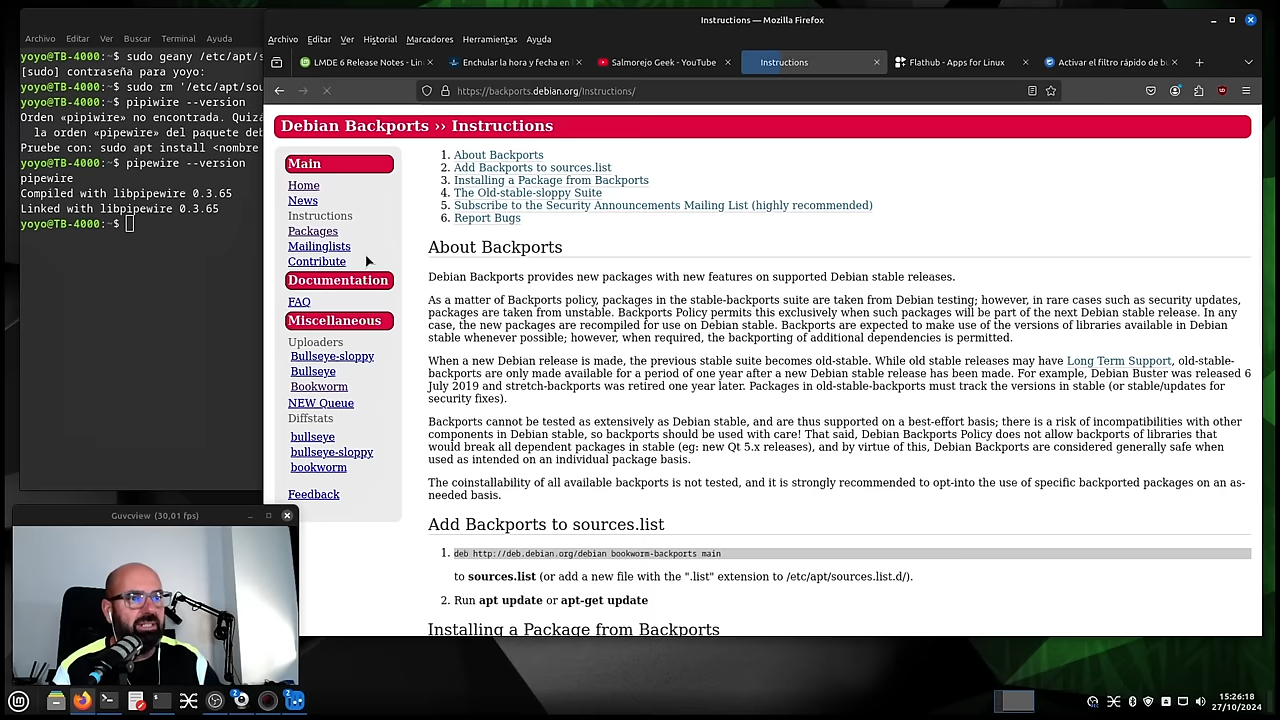 Archivo Editar Ver Buscar Terminal Ayuda
yoyo@TB-4000:~$ sudo geany /etc/apt/s
[sudo] contraseña para yoyo:
yoyo@TB-4000:~$ sudo rm '/etc/apt/sou
yoyo@TB-4000:~$ pipiwire --version
Orden «pipiwire» no encontrada. Quizá
la orden «pipewire» del paquete deb
Pruebe con: sudo apt install <nombre
yoyo@TB-4000:~$ pipewire --version
pipewire
Compiled with libpipewire 0.3.65
Linked with libpipewire 0.3.65
yoyo@TB-4000:~$
Instructions — Mozilla Firefox
Archivo Editar Ver Historial Marcadores Herramientas Ayuda
LMDE 6 Release Notes - Lin
Enchular la hora y fecha en l
Salmorejo Geek - YouTube
Instructions
Flathub - Apps for Linux
Activar el filtro rápido de b
https://backports.debian.org/Instructions/
Debian Backports ›› Instructions
Main
Home
News
Instructions
Packages
Mailinglists
Contribute
Documentation
FAQ
Miscellaneous
Uploaders
Bullseye-sloppy
Bullseye
Bookworm
NEW Queue
Diffstats
bullseye
bullseye-sloppy
bookworm
Feedback
1. About Backports
2. Add Backports to sources.list
3. Installing a Package from Backports
4. The Old-stable-sloppy Suite
5. Subscribe to the Security Announcements Mailing List (highly recommended)
6. Report Bugs
About Backports
Debian Backports provides new packages with new features on supported Debian stable releases.
As a matter of Backports policy, packages in the stable-backports suite are taken from Debian testing; however, in rare cases such as security updates,
packages are taken from unstable. Backports Policy permits this exclusively when such packages will be part of the next Debian stable release. In any
case, the new packages are recompiled for use on Debian stable. Backports are expected to make use of the versions of libraries available in Debian
stable whenever possible; however, when required, the backporting of additional dependencies is permitted.
When a new Debian release is made, the previous stable suite becomes old-stable. While old stable releases may have Long Term Support, old-stable-
backports are only made available for a period of one year after a new Debian stable release has been made. For example, Debian Buster was released 6
July 2019 and stretch-backports was retired one year later. Packages in old-stable-backports must track the versions in stable (or stable/updates for
security fixes).
Backports cannot be tested as extensively as Debian stable, and are thus supported on a best-effort basis; there is a risk of incompatibilities with other
components in Debian stable, so backports should be used with care! That said, Debian Backports Policy does not allow backports of libraries that
would break all dependent packages in stable (eg: new Qt 5.x releases), and by virtue of this, Debian Backports are considered generally safe when
used as intended on an individual package basis.
The coinstallability of all available backports is not tested, and it is strongly recommended to opt-into the use of specific backported packages on an as-
needed basis.
Add Backports to sources.list
1. deb http://deb.debian.org/debian bookworm-backports main
to sources.list (or add a new file with the ".list" extension to /etc/apt/sources.list.d/).
2. Run apt update or apt-get update
Installing a Package from Backports
Guvcview (30,01 fps)
2
2
15:26:18
27/10/2024